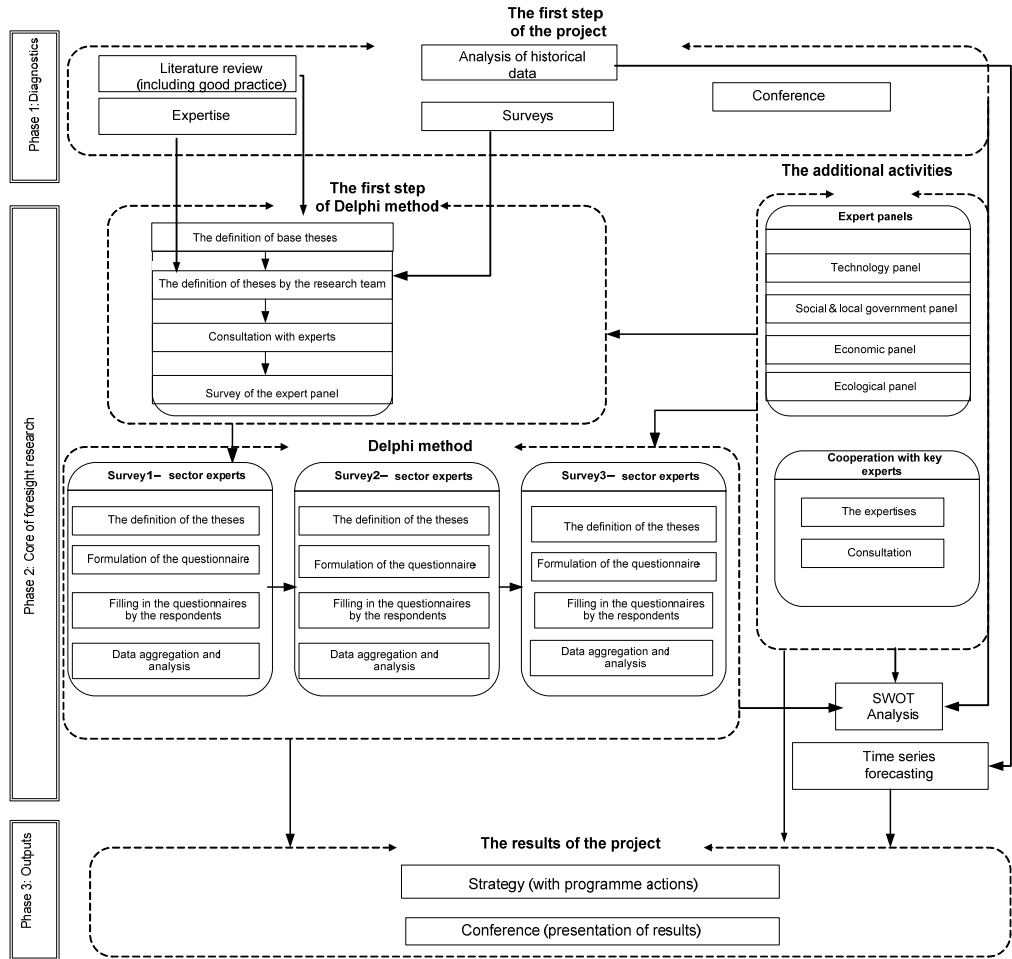 The first step
of the project
Phase 1:Diagnostics
Literature review
(including good practice)
Expertise
Analysis of historical
data
Surveys
Conference
The first step
of Delphi method
The additional activities
Phase 2: Core of foresight research
The definition of base theses
The definition of theses by the research team
Consultation with experts
Survey of the expert panel
Expert panels
Technology panel
Social & local government panel
Economic panel
Ecological panel
Cooperation with key
experts
The expertises
Consultation
Delphi method
Survey1– sector experts
The definition of the theses
Formulation of the questionnaire
Filling in the questionnaires
by the respondents
Data aggregation and
analysis
Survey2– sector experts
The definition of the theses
Formulation of the questionnaire
Filling in the questionnaires
by the respondents
Data aggregation and
analysis
Survey3– sector experts
The definition of the theses
Formulation of the questionnaire
Filling in the questionnaires
by the respondents
Data aggregation and
analysis
SWOT
Analysis
Time series
forecasting
Phase 3: Outputs
The results of the project
Strategy (with programme actions)
Conference (presentation of results)